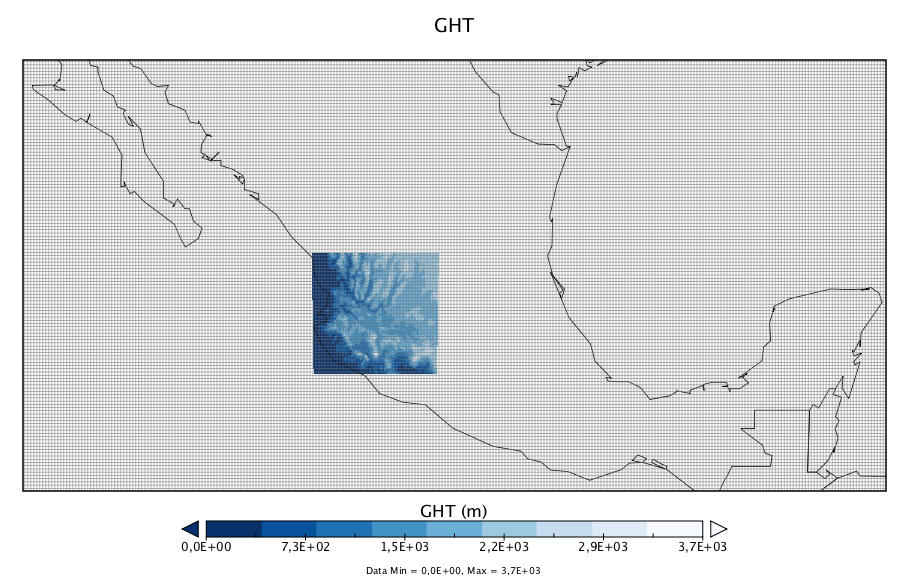 GHT
GHT (m)
0,0E+00 7,3E+02 1,5E+03 2,2E+03 2,9E+03 3,7E+03
Data Min = 0,0E+00, Max = 3,7E+03